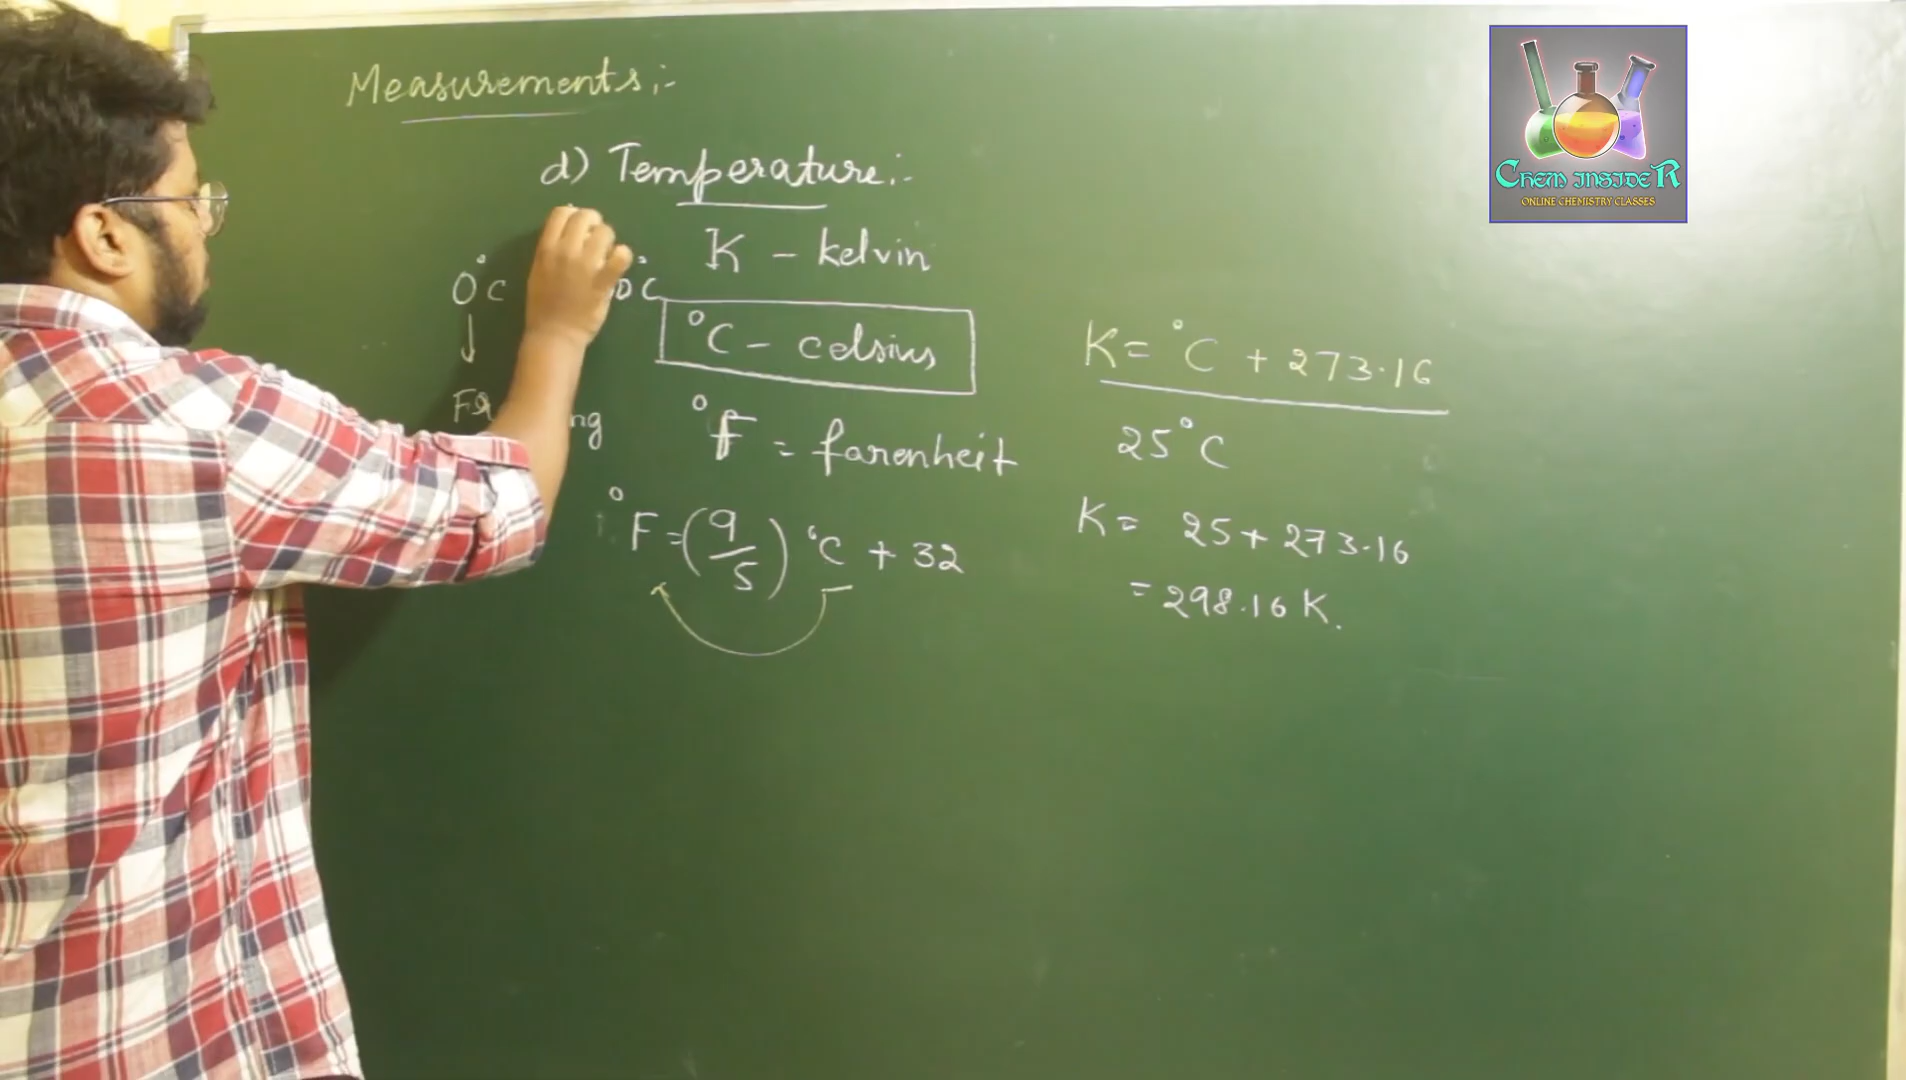 Measurements:-
d) Temperature:-
K - kelvin
0°C
°C - celsius
°F = farenheit
°F = (9/5) °C + 32
K = °C + 273.16
25°C
K = 25 + 273.16
= 298.16 K.
CHEM INSIDER
ONLINE CHEMISTRY CLASSES